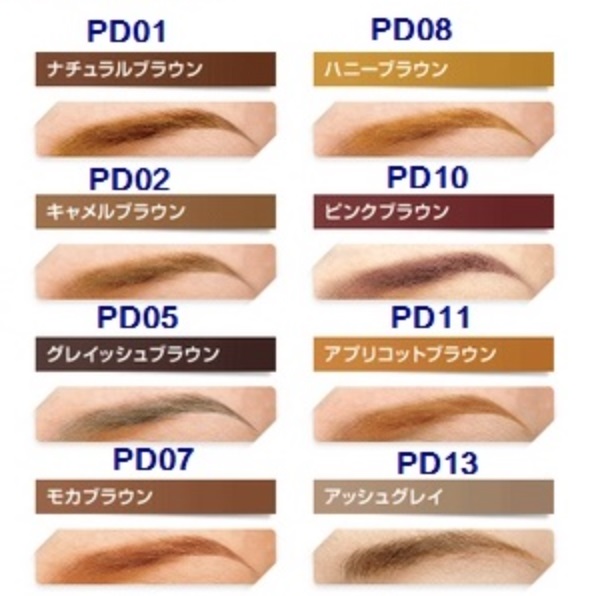 PD01
ナチュラルブラウン
PD02
キャメルブラウン
PD05
グレイッシュブラウン
PD07
モカブラウン
PD08
ハニーブラウン
PD10
ピンクブラウン
PD11
アプリコットブラウン
PD13
アッシュグレイ